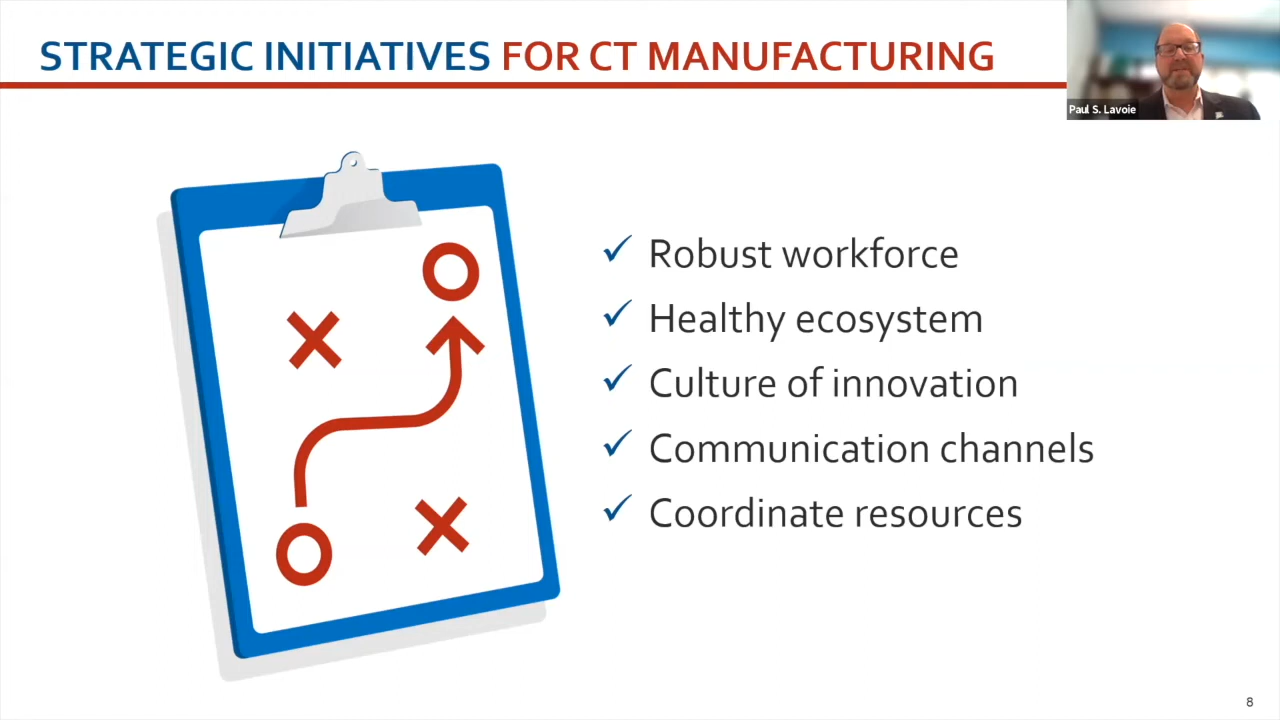 STRATEGIC INITIATIVES FOR CT MANUFACTURING
Paul S. Lavoie
Robust workforce
Healthy ecosystem
Culture of innovation
Communication channels
Coordinate resources
8